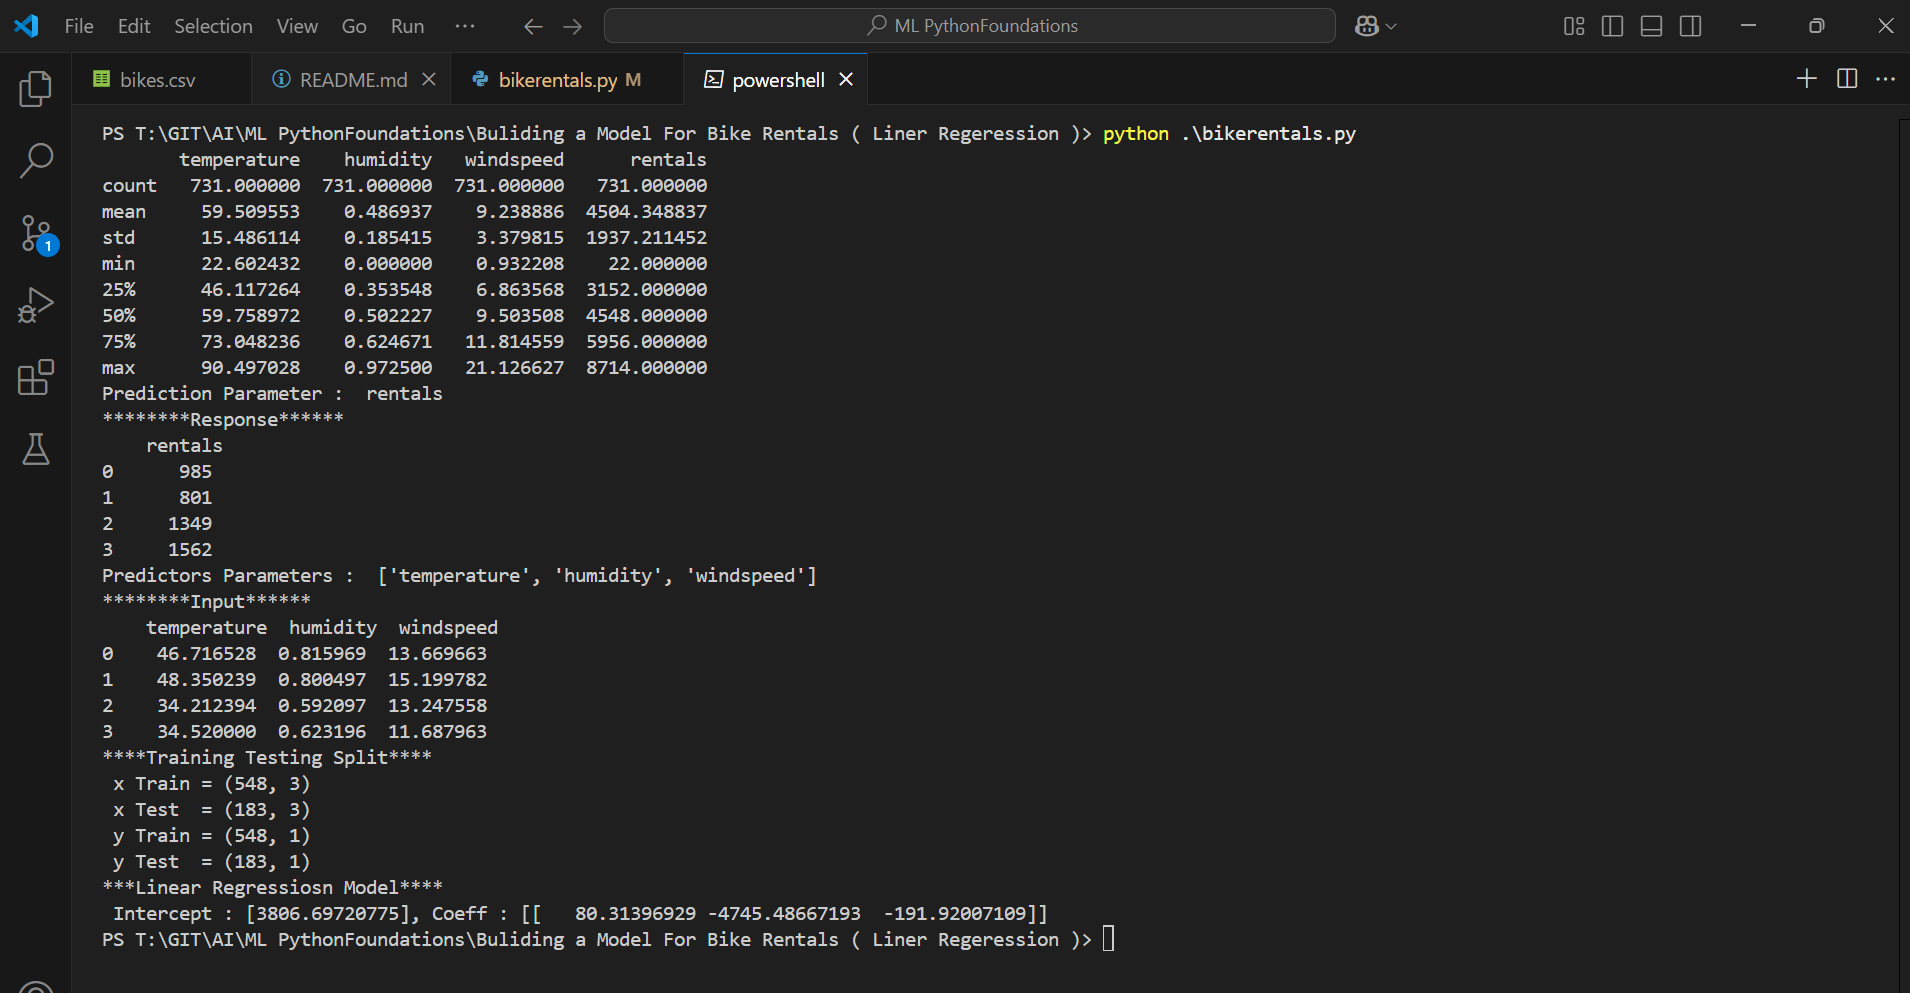 File Edit Selection View Go Run ··· ML PythonFoundations
bikes.csv README.md bikerentals.py M powershell
1
PS T:\GIT\AI\ML PythonFoundations\Buliding a Model For Bike Rentals ( Liner Regeression )> python .\bikerentals.py
temperature humidity windspeed rentals
count 731.000000 731.000000 731.000000 731.000000
mean 59.509553 0.486937 9.238886 4504.348837
std 15.486114 0.185415 3.379815 1937.211452
min 22.602432 0.000000 0.932208 22.000000
25% 46.117264 0.353548 6.863568 3152.000000
50% 59.758972 0.502227 9.503508 4548.000000
75% 73.048236 0.624671 11.814559 5956.000000
max 90.497028 0.972500 21.126627 8714.000000
Prediction Parameter :  rentals
********Response******
rentals
0 985
1 801
2 1349
3 1562
Predictors Parameters :  ['temperature', 'humidity', 'windspeed']
********Input******
temperature humidity windspeed
0 46.716528 0.815969 13.669663
1 48.350239 0.800497 15.199782
2 34.212394 0.592097 13.247558
3 34.520000 0.623196 11.687963
****Training Testing Split****
x Train = (548, 3)
x Test  = (183, 3)
y Train = (548, 1)
y Test  = (183, 1)
***Linear Regressiosn Model****
Intercept : [3806.69720775], Coeff : [[   80.31396929 -4745.48667193  -191.92007109]]
PS T:\GIT\AI\ML PythonFoundations\Buliding a Model For Bike Rentals ( Liner Regeression )>